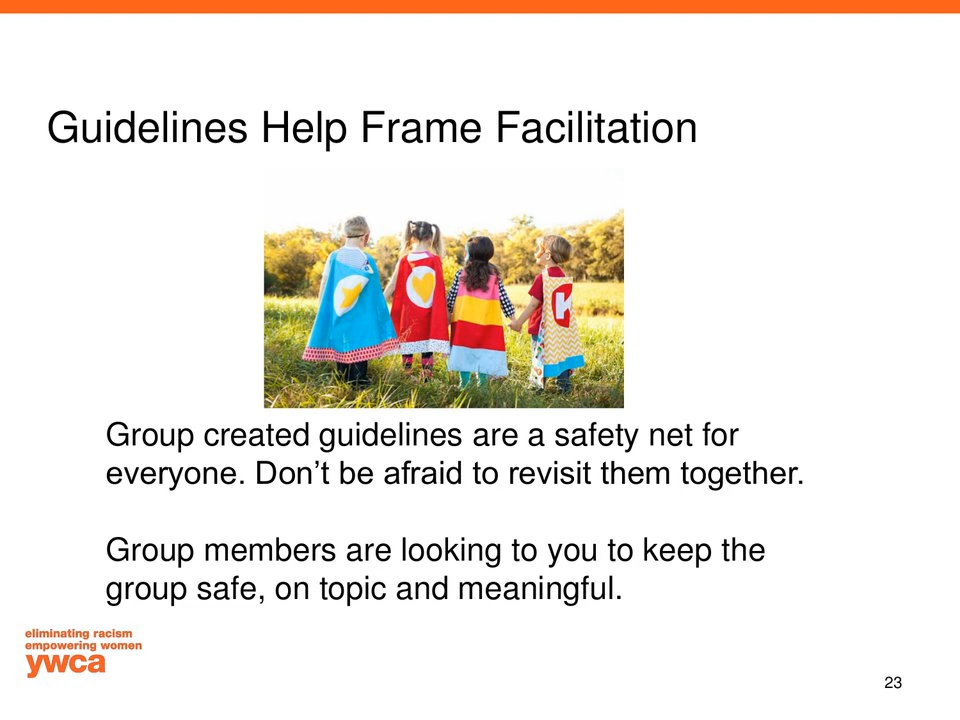 Guidelines Help Frame Facilitation
K
Group created guidelines are a safety net for
everyone. Don’t be afraid to revisit them together.
Group members are looking to you to keep the
group safe, on topic and meaningful.
eliminating racism
empowering women
ywca
23